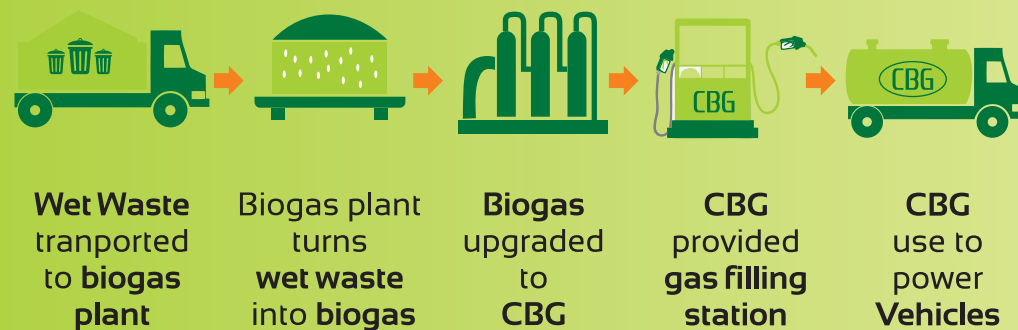 CBG
CBG
Wet Waste
tranported
to biogas
plant
Biogas plant
turns
wet waste
into biogas
Biogas
upgraded
to
CBG
CBG
provided
gas filling
station
CBG
use to
power
Vehicles